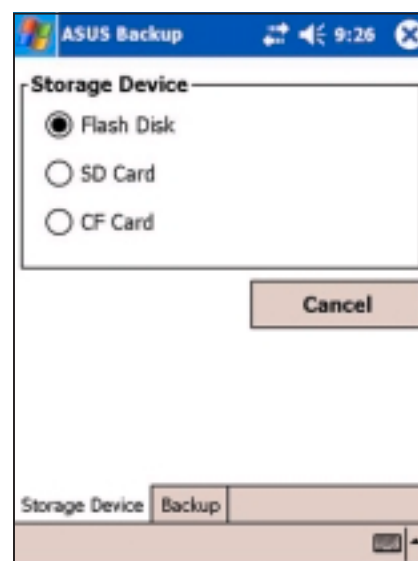 ASUS Backup 9:26
Storage Device
Flash Disk
SD Card
CF Card
Cancel
Storage Device Backup